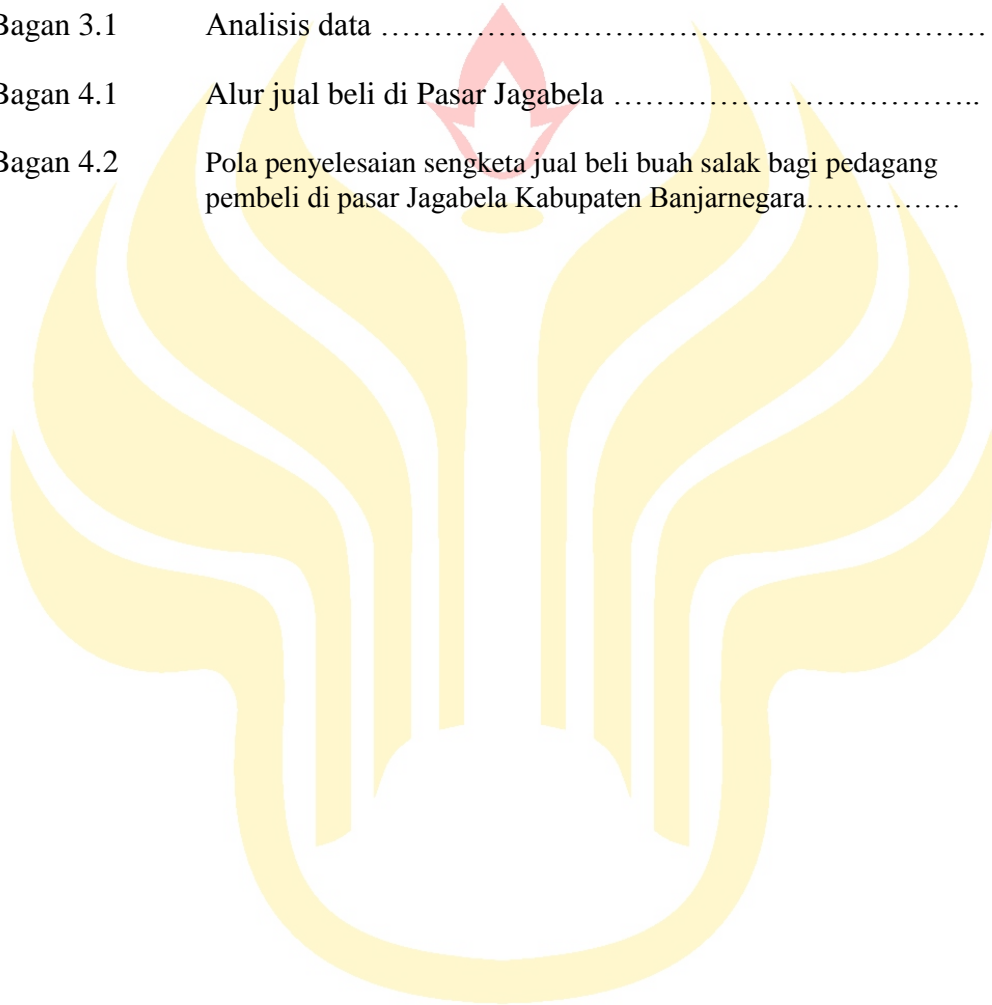 Bagan 3.1 Analisis data ……………………………………………………
Bagan 4.1 Alur jual beli di Pasar Jagabela ……………………………..
Bagan 4.2 Pola penyelesaian sengketa jual beli buah salak bagi pedagang
pembeli di pasar Jagabela Kabupaten Banjarnegara…………….